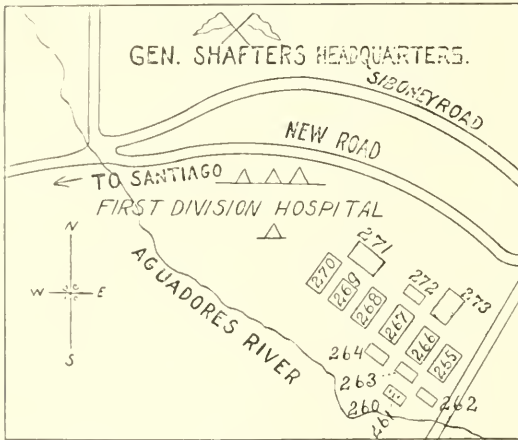 GEN. SHAFTERS HEADQUARTERS.
SIBONEY ROAD
NEW ROAD
← TO SANTIAGO
FIRST DIVISION HOSPITAL
N
W E
S
AGUADORES RIVER
271
270
269
268
272
273
267
266
265
264
263
260
261
262